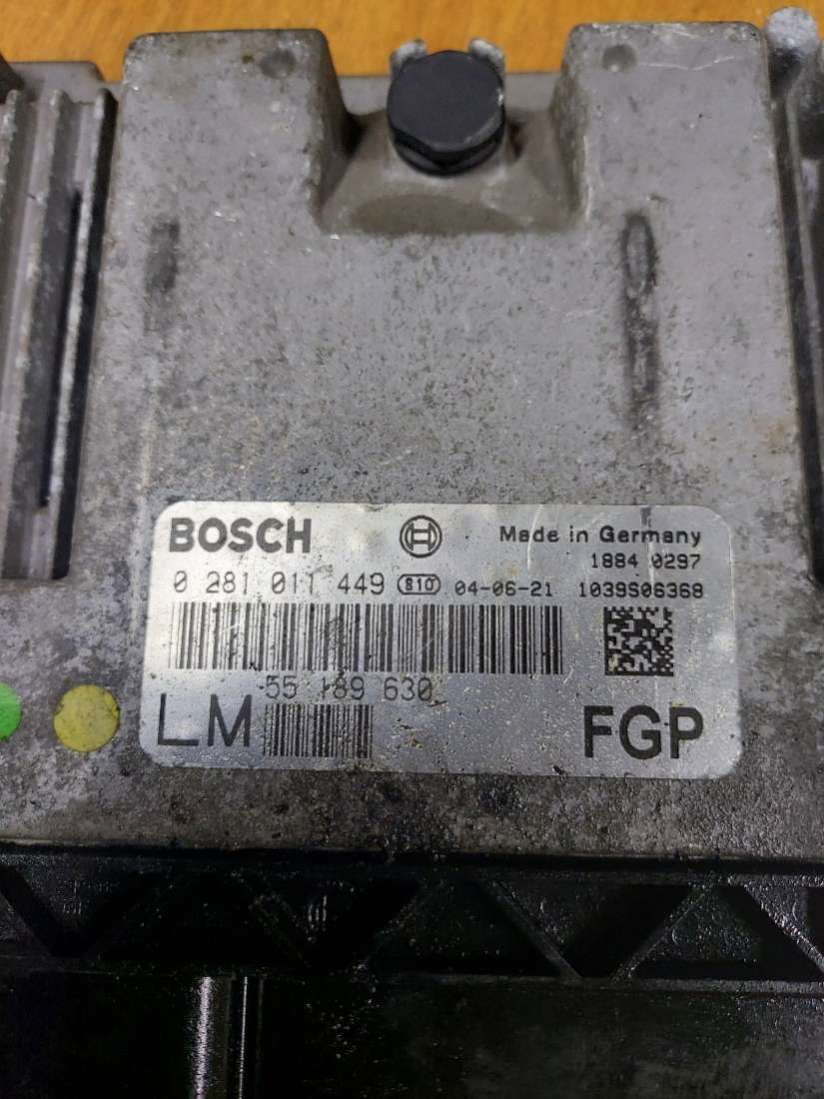 BOSCH Made in Germany
1884 0297
0 281 011 449 S10 04-06-21 1039S06368
55 189 630
LM FGP